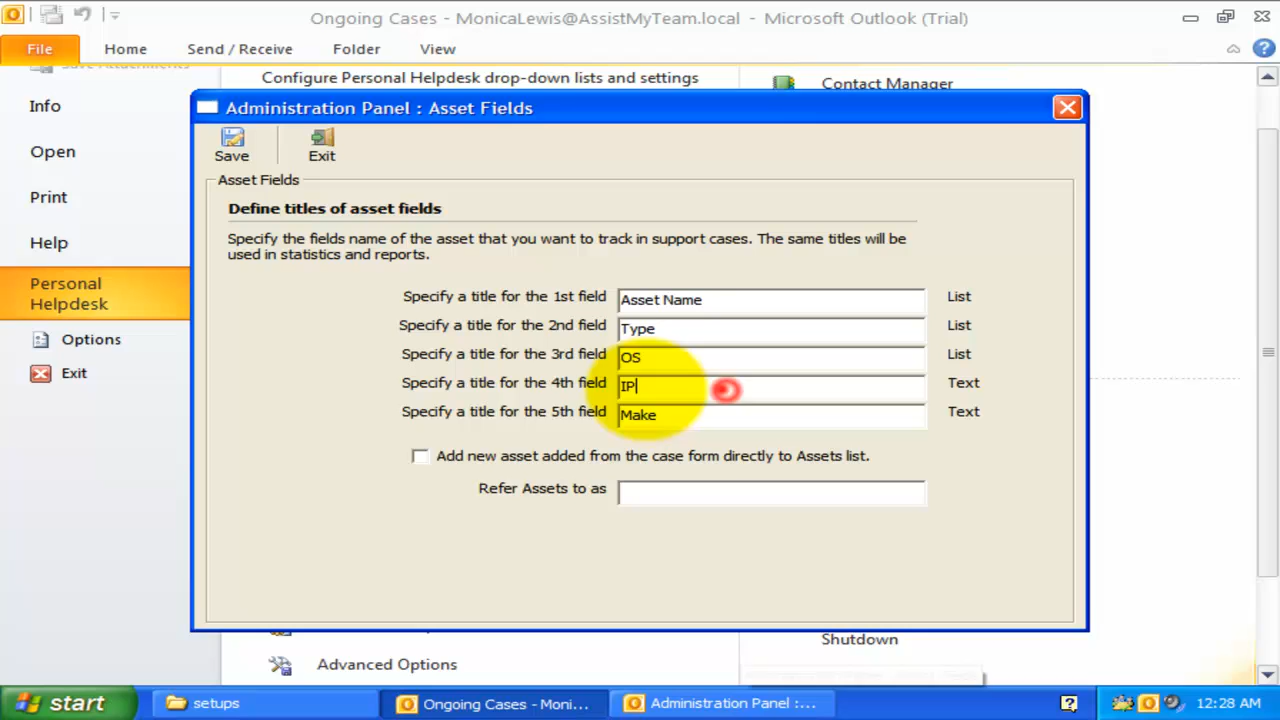 Ongoing Cases - MonicaLewis@AssistMyTeam.local - Microsoft Outlook (Trial)
File Home Send / Receive Folder View
Save Attachments
Configure Personal Helpdesk drop-down lists and settings
Contact Manager
Info
Open
Print
Help
Personal
Helpdesk
Options
Exit
Administration Panel : Asset Fields
Save Exit
Asset Fields
Define titles of asset fields
Specify the fields name of the asset that you want to track in support cases. The same titles will be
used in statistics and reports.
Specify a title for the 1st field Asset Name List
Specify a title for the 2nd field Type List
Specify a title for the 3rd field OS List
Specify a title for the 4th field IP Text
Specify a title for the 5th field Make Text
Add new asset added from the case form directly to Assets list.
Refer Assets to as
Shutdown
Advanced Options
start setups Ongoing Cases - Moni... Administration Panel :... 12:28 AM